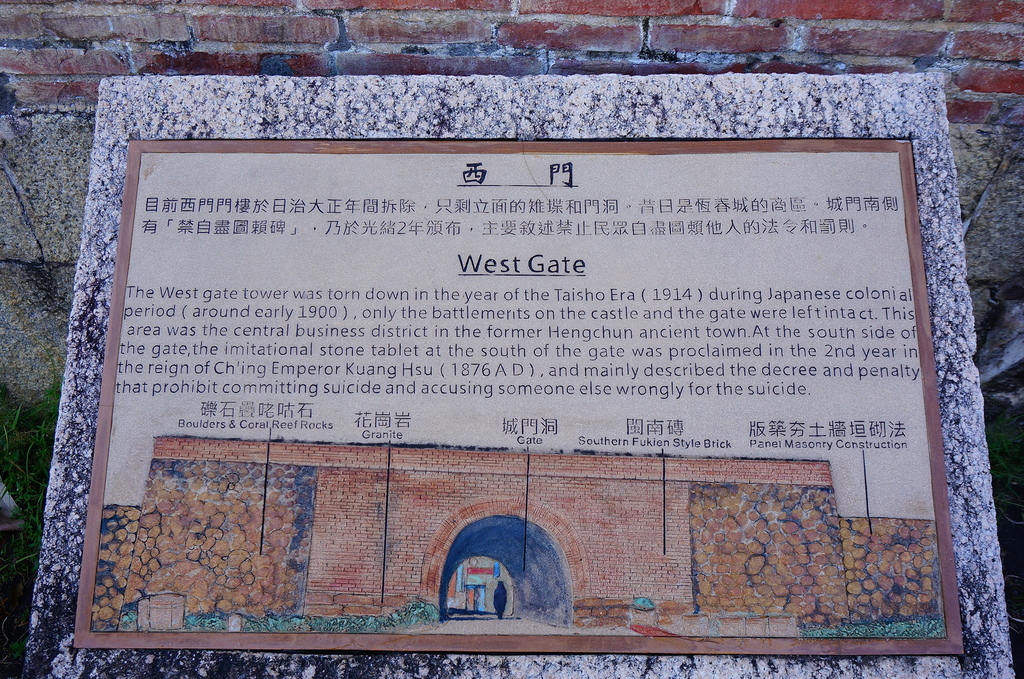 西門
目前西門門樓於日治大正年間拆除，只剩立面的雉堞和門洞。昔日是恆春城的商區。城門南側
有「禁自盡圖賴碑」，乃於光緒2年頒布，主要敘述禁止民眾自盡圖賴他人的法令和罰則。
West Gate
The West gate tower was torn down in the year of the Taisho Era ( 1914 ) during Japanese colonial
period ( around early 1900 ) , only the battlements on the castle and the gate were left intact. This
area was the central business district in the former Hengchun ancient town.At the south side of
the gate,the imitational stone tablet at the south of the gate was proclaimed in the 2nd year in
the reign of Ch'ing Emperor Kuang Hsu ( 1876 A D ) , and mainly described the decree and penalty
that prohibit committing suicide and accusing someone else wrongly for the suicide.
礫石疊咾咕石 花崗岩 城門洞 閩南磚 版築夯土牆垣砌法
Boulders & Coral Reef Rocks Granite Gate Southern Fukien Style Brick Panel Masonry Construction